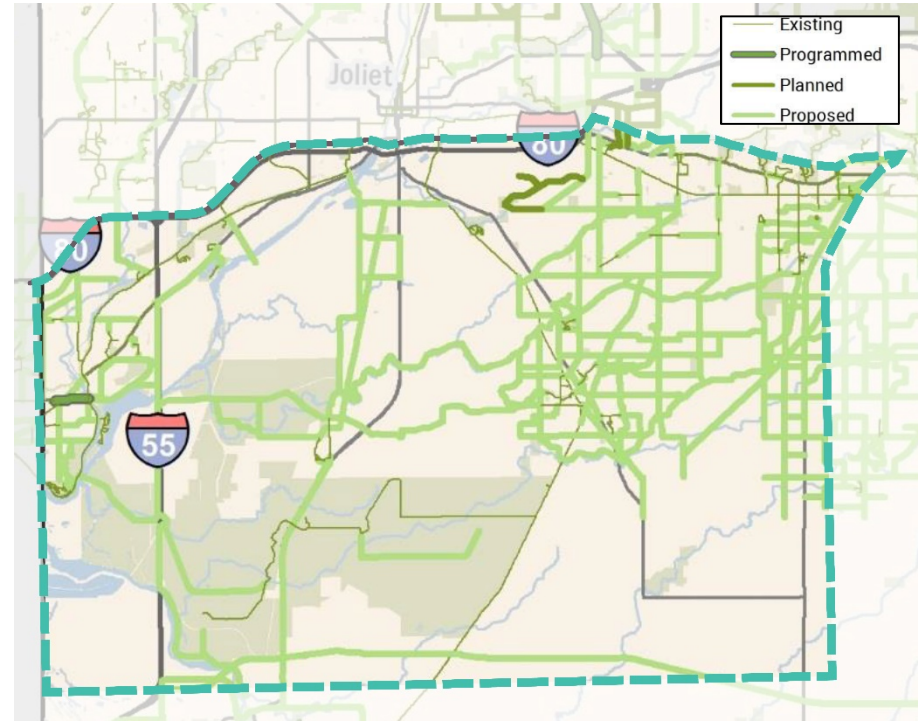 Existing
Programmed
Planned
Proposed
Joliet
80
80
55